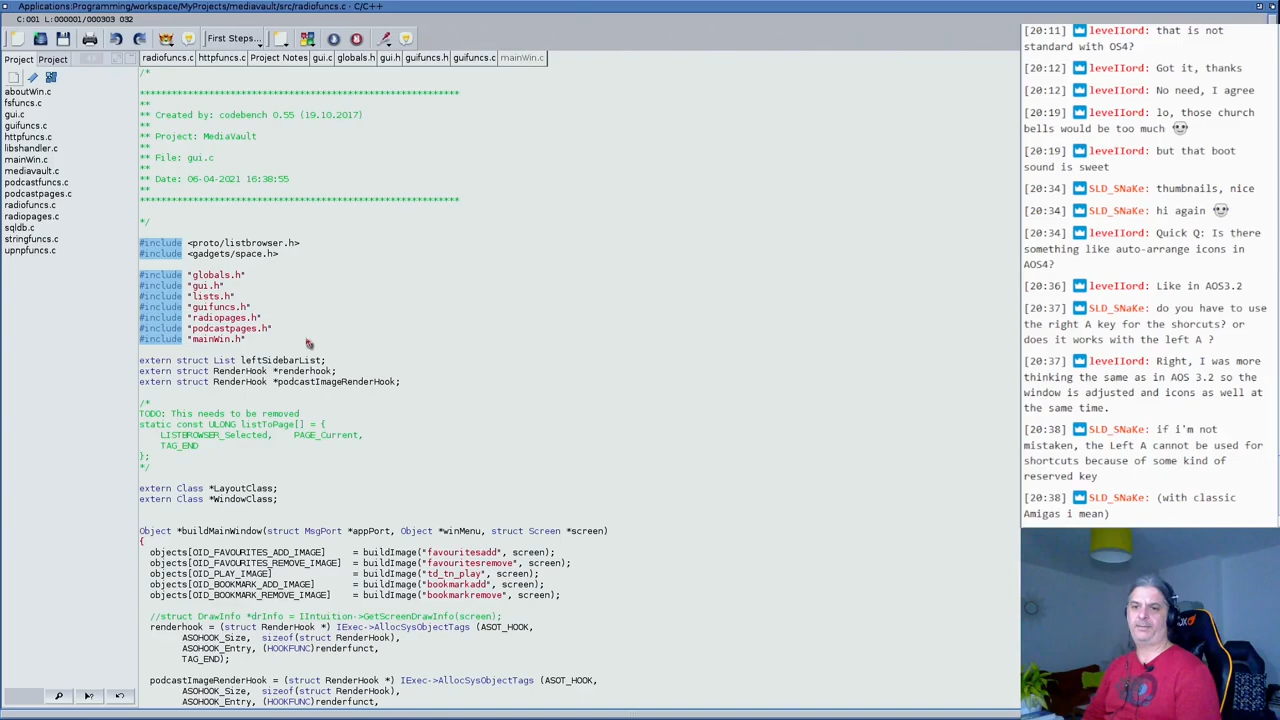 Applications:Programming/workspace/MyProjects/mediavault/src/radiofuncs.c - C/C++
C:001 L:000001/000303 032
First Steps...
Project
Project
radiofuncs.c
httpfuncs.c
Project Notes
gui.c
globals.h
gui.h
guifuncs.h
guifuncs.c
mainWin.c
aboutWin.c
fsfuncs.c
gui.c
guifuncs.c
httpfuncs.c
libshandler.c
mainWin.c
mediavault.c
podcastfuncs.c
podcastpages.c
radiofuncs.c
radiopages.c
sqldb.c
stringfuncs.c
upnpfuncs.c
/*
************************************************************
**
** Created by: codebench 0.55 (19.10.2017)
**
** Project: MediaVault
**
** File: gui.c
**
** Date: 06-04-2021 16:38:55
**
************************************************************
*/
#include <proto/listbrowser.h>
#include <gadgets/space.h>
#include "globals.h"
#include "gui.h"
#include "lists.h"
#include "guifuncs.h"
#include "radiopages.h"
#include "podcastpages.h"
#include "mainWin.h"
extern struct List leftSidebarList;
extern struct RenderHook *renderhook;
extern struct RenderHook *podcastImageRenderHook;
/*
TODO: This needs to be removed
static const ULONG listToPage[] = {
LISTBROWSER_Selected, PAGE_Current,
TAG_END
};
*/
extern Class *LayoutClass;
extern Class *WindowClass;
Object *buildMainWindow(struct MsgPort *appPort, Object *winMenu, struct Screen *screen)
{
objects[OID_FAVOURITES_ADD_IMAGE] = buildImage("favouritesadd", screen);
objects[OID_FAVOURITES_REMOVE_IMAGE] = buildImage("favouritesremove", screen);
objects[OID_PLAY_IMAGE] = buildImage("td_tn_play", screen);
objects[OID_BOOKMARK_ADD_IMAGE] = buildImage("bookmarkadd", screen);
objects[OID_BOOKMARK_REMOVE_IMAGE] = buildImage("bookmarkremove", screen);
//struct DrawInfo *drInfo = IIntuition->GetScreenDrawInfo(screen);
renderhook = (struct RenderHook *) IExec->AllocSysObjectTags (ASOT_HOOK,
ASOHOOK_Size, sizeof(struct RenderHook),
ASOHOOK_Entry, (HOOKFUNC)renderfunc,
TAG_END);
podcastImageRenderHook = (struct RenderHook *) IExec->AllocSysObjectTags (ASOT_HOOK,
ASOHOOK_Size, sizeof(struct RenderHook),
ASOHOOK_Entry, (HOOKFUNC)renderfunc,
[20:11] leveIIord: that is not
standard with OS4?
[20:12] leveIIord: Got it, thanks
[20:12] leveIIord: No need, I agree
[20:19] leveIIord: lo, those church
bells would be too much
[20:19] leveIIord: but that boot
sound is sweet
[20:34] SLD_SNaKe: thumbnails, nice
[20:34] SLD_SNaKe: hi again
[20:34] leveIIord: Quick Q: Is there
something like auto-arrange icons in
AOS4?
[20:36] leveIIord: Like in AOS3.2
[20:37] SLD_SNaKe: do you have to use
the right A key for the shorcuts? or
does it works with the left A ?
[20:37] leveIIord: Right, I was more
thinking the same as in AOS 3.2 so the
window is adjusted and icons as well at
the same time.
[20:38] SLD_SNaKe: if i'm not
mistaken, the Left A cannot be used for
shortcuts because of some kind of
reserved key
[20:38] SLD_SNaKe: (with classic
Amigas i mean)